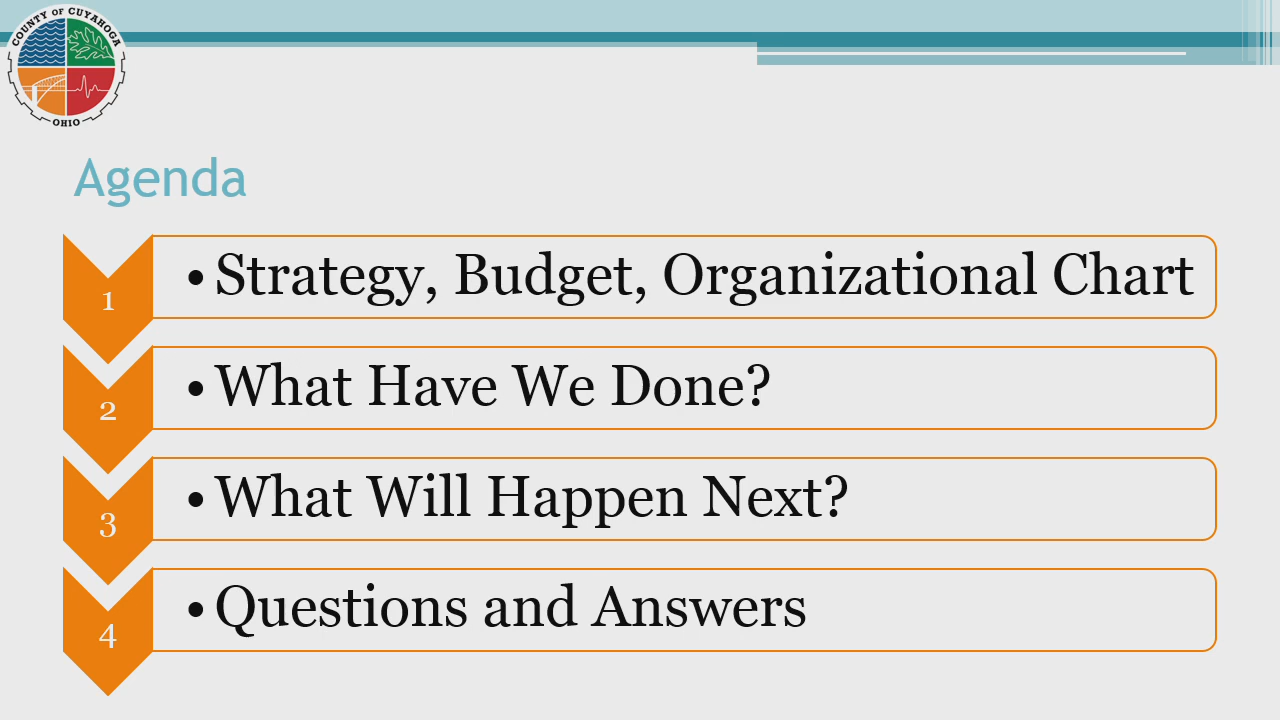 COUNTY OF CUYAHOGA
OHIO
Agenda
1
• Strategy, Budget, Organizational Chart
2
• What Have We Done?
3
• What Will Happen Next?
4
• Questions and Answers